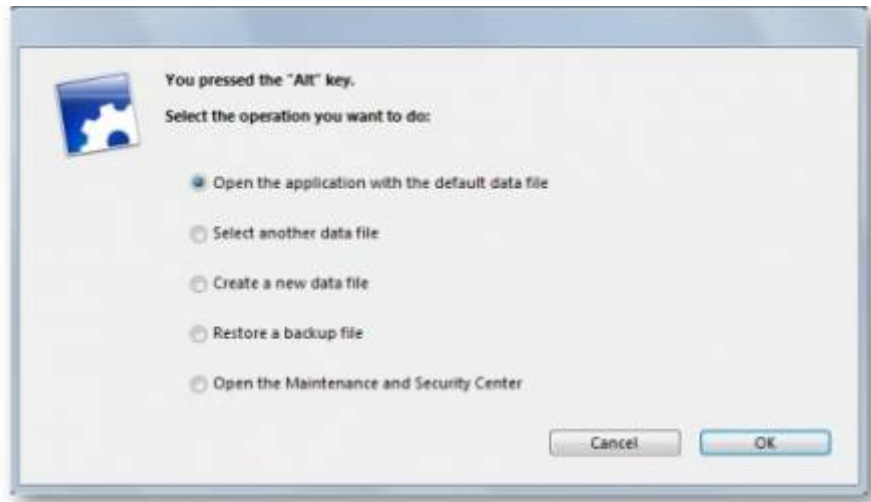 You pressed the "Alt" key.
Select the operation you want to do:
Open the application with the default data file
Select another data file
Create a new data file
Restore a backup file
Open the Maintenance and Security Center
Cancel OK